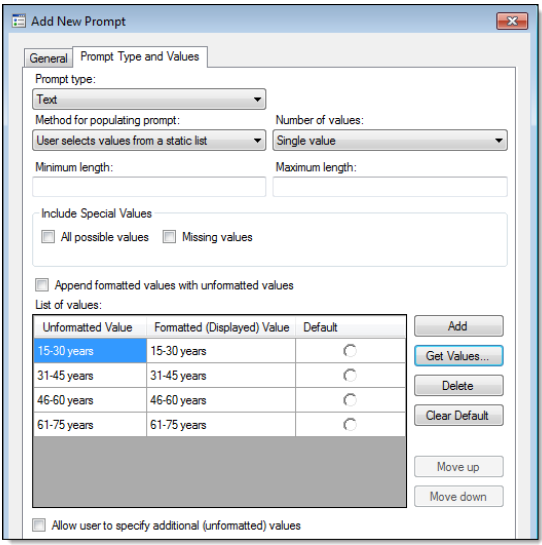 Add New Prompt
General Prompt Type and Values
Prompt type:
Text
Method for populating prompt: Number of values:
User selects values from a static list Single value
Minimum length: Maximum length:
Include Special Values
All possible values Missing values
Append formatted values with unformatted values
List of values:
Unformatted Value Formatted (Displayed) Value Default Add
15-30 years 15-30 years Get Values...
31-45 years 31-45 years Delete
46-60 years 46-60 years Clear Default
61-75 years 61-75 years
Move up
Move down
Allow user to specify additional (unformatted) values